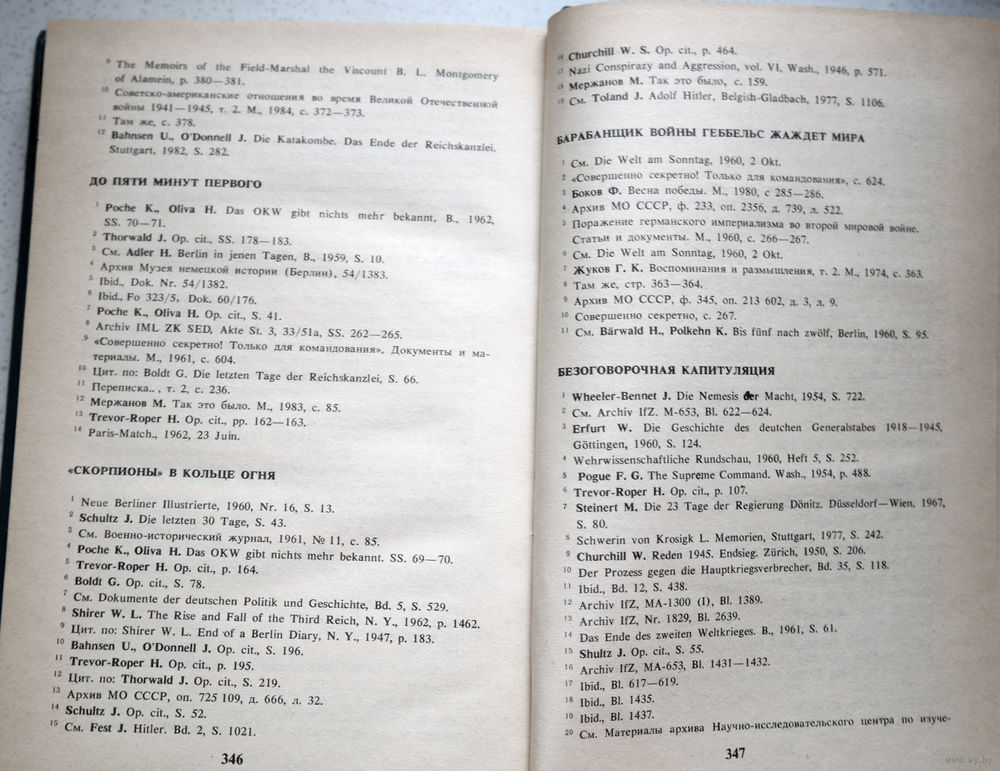 9 The Memoirs of the Field-Marshal the Viscount B. L. Montgomery
of Alamein, p. 380—381.
10 Советско-американские отношения во время Великой Отечественной
войны 1941—1945, т. 2. М., 1984, с. 372—373.
11 Там же, с. 378.
12 Bahnsen U., O'Donnell J. Die Katakombe. Das Ende der Reichskanzlei.
Stuttgart, 1982, S. 282.
ДО ПЯТИ МИНУТ ПЕРВОГО
1 Poche K., Oliva H. Das OKW gibt nichts mehr bekannt, B., 1962,
SS. 70—71.
2 Thorwald J. Op. cit., SS. 178—183.
3 См. Adler H. Berlin in jenen Tagen, B., 1959, S. 10.
4 Архив Музея немецкой истории (Берлин), 54/1383.
5 Ibid., Dok. Nr. 54/1382.
6 Ibid., Fo 323/5, Dok. 60/176.
7 Poche K., Oliva H. Op. cit., S. 41.
8 Archiv IML ZK SED, Akte St. 3, 33/51a, SS. 262—265.
9 «Совершенно секретно! Только для командования». Документы и ма-
териалы. М., 1961, с. 604.
10 Цит. по: Boldt G. Die letzten Tage der Reichskanzlei, S. 66.
11 Переписка.., т. 2, с. 236.
12 Мержанов М. Так это было. М., 1983, с. 85.
13 Trevor-Roper H. Op. cit., pp. 162—163.
14 Paris-Match., 1962, 23 Juin.
«СКОРПИОНЫ» В КОЛЬЦЕ ОГНЯ
1 Neue Berliner Illustrierte, 1960, Nr. 16, S. 13.
2 Schultz J. Die letzten 30 Tage, S. 43.
3 См. Военно-исторический журнал, 1961, № 11, с. 85.
4 Poche K., Oliva H. Das OKW gibt nichts mehr bekannt. SS. 69—70.
5 Trevor-Roper H. Op. cit., p. 164.
6 Boldt G. Op. cit., S. 78.
7 См. Dokumente der deutschen Politik und Geschichte, Bd. 5, S. 529.
8 Shirer W. L. The Rise and Fall of the Third Reich, N. Y., 1962, p. 1462.
9 Цит. по: Shirer W. L. End of a Berlin Diary, N. Y., 1947, p. 183.
10 Bahnsen U., O'Donnell J. Op. cit., S. 196.
11 Trevor-Roper H. Op. cit., p. 195.
12 Цит. по: Thorwald J. Op. cit., S. 219.
13 Архив МО СССР, оп. 725 109, д. 666, л. 32.
14 Schultz J. Op. cit., S. 52.
15 См. Fest J. Hitler. Bd. 2, S. 1021.
346
16 Churchill W. S. Op. cit., p. 464.
17 Nazi Conspirazy and Aggression, vol. VI, Wash., 1946, p. 571.
18 Мержанов М. Так это было, с. 159.
19 См. Toland J. Adolf Hitler, Belgish-Gladbach, 1977, S. 1106.
БАРАБАНЩИК ВОЙНЫ ГЕББЕЛЬС ЖАЖДЕТ МИРА
1 См. Die Welt am Sonntag, 1960, 2 Okt.
2 «Совершенно секретно! Только для командования», с. 624.
3 Боков Ф. Весна победы. М., 1980, с 285—286.
4 Архив МО СССР, ф. 233, оп. 2356, д. 739, л. 522.
5 Поражение германского империализма во второй мировой войне.
Статьи и документы. М., 1960, с. 266—267.
6 См. Die Welt am Sonntag, 1960, 2 Okt.
7 Жуков Г. К. Воспоминания и размышления, т. 2. М., 1974, с. 363.
8 Там же, стр. 363—364.
9 Архив МО СССР, ф. 345, оп. 213 602, д. 3, л. 9.
10 Совершенно секретно, с. 267.
11 См. Bärwald H., Polkehn K. Bis fünf nach zwölf, Berlin, 1960, S. 95.
БЕЗОГОВОРОЧНАЯ КАПИТУЛЯЦИЯ
1 Wheeler-Bennet J. Die Nemesis der Macht, 1954, S. 722.
2 См. Archiv IfZ. M-653, Bl. 622—624.
3 Erfurt W. Die Geschichte des deutchen Generalstabes 1918—1945,
Göttingen, 1960, S. 124.
4 Wehrwissenschaftliche Rundschau, 1960, Heft 5, S. 252.
5 Pogue F. G. The Supreme Command. Wash., 1954, p. 488.
6 Trevor-Roper H. Op. cit., p. 107.
7 Steinert M. Die 23 Tage der Regierung Dönitz. Düsseldorf—Wien, 1967,
S. 80.
8 Schwerin von Krosigk L. Memorien, Stuttgart, 1977, S. 242.
9 Churchill W. Reden 1945. Endsieg. Zürich, 1950, S. 206.
10 Der Prozess gegen die Hauptkriegsverbrecher, Bd. 35, S. 118.
11 Ibid., Bd. 12, S. 438.
12 Archiv IfZ, MA-1300 (I), Bl. 1389.
13 Archiv IfZ, Nr. 1829, Bl. 2639.
14 Das Ende des zweiten Weltkrieges. B., 1961, S. 61.
15 Shultz J. Op. cit., S. 55.
16 Archiv IfZ, MA-653, Bl. 1431—1432.
17 Ibid., Bl. 617—619.
18 Ibid., Bl. 1435.
19 Ibid., Bl. 1437.
20 См. Материалы архива Научно-исследовательского центра по изуче-
347
www.ay.by